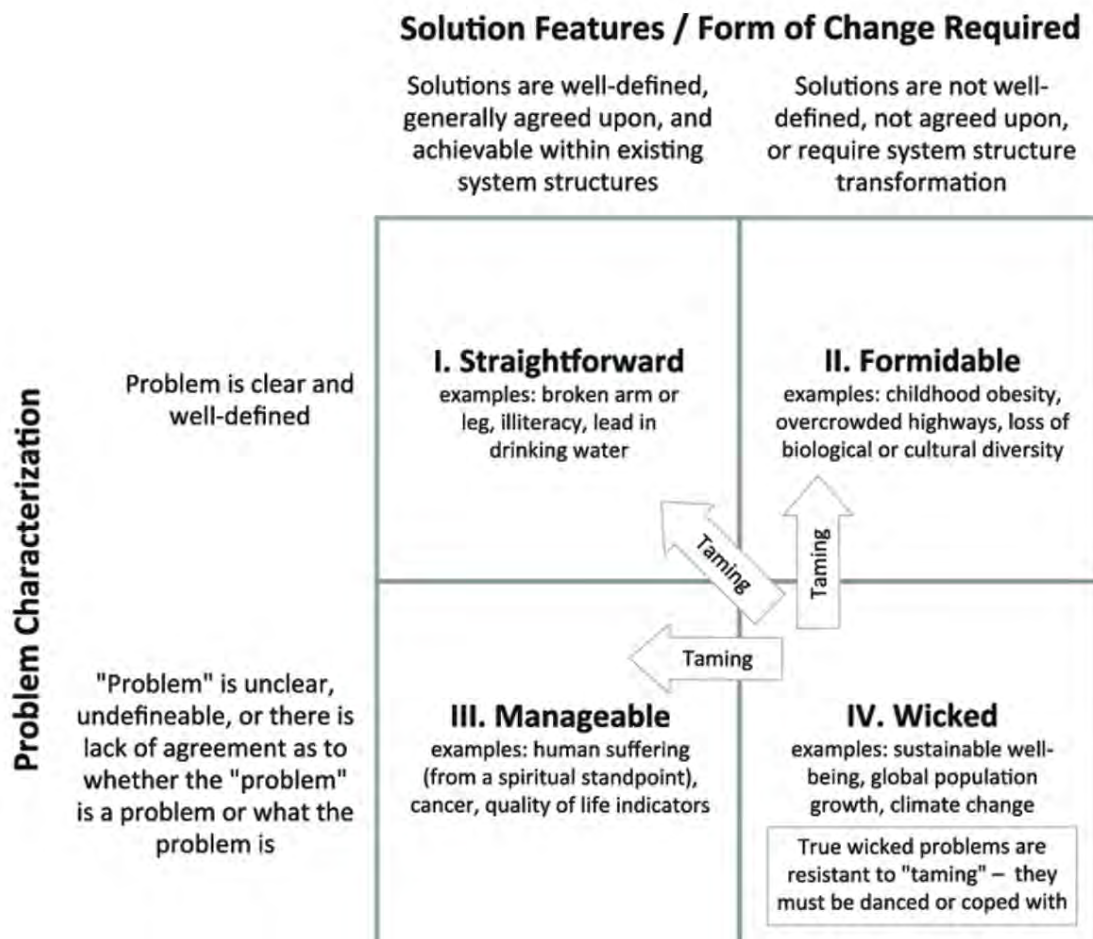 Solution Features / Form of Change Required
Solutions are well-defined,
generally agreed upon, and
achievable within existing
system structures
Solutions are not well-
defined, not agreed upon,
or require system structure
transformation
Problem Characterization
Problem is clear and
well-defined
I. Straightforward
examples: broken arm or
leg, illiteracy, lead in
drinking water
II. Formidable
examples: childhood obesity,
overcrowded highways, loss of
biological or cultural diversity
Taming
Taming
Taming
"Problem" is unclear,
undefineable, or there is
lack of agreement as to
whether the "problem"
is a problem or what the
problem is
III. Manageable
examples: human suffering
(from a spiritual standpoint),
cancer, quality of life indicators
IV. Wicked
examples: sustainable well-
being, global population
growth, climate change
True wicked problems are
resistant to "taming" – they
must be danced or coped with